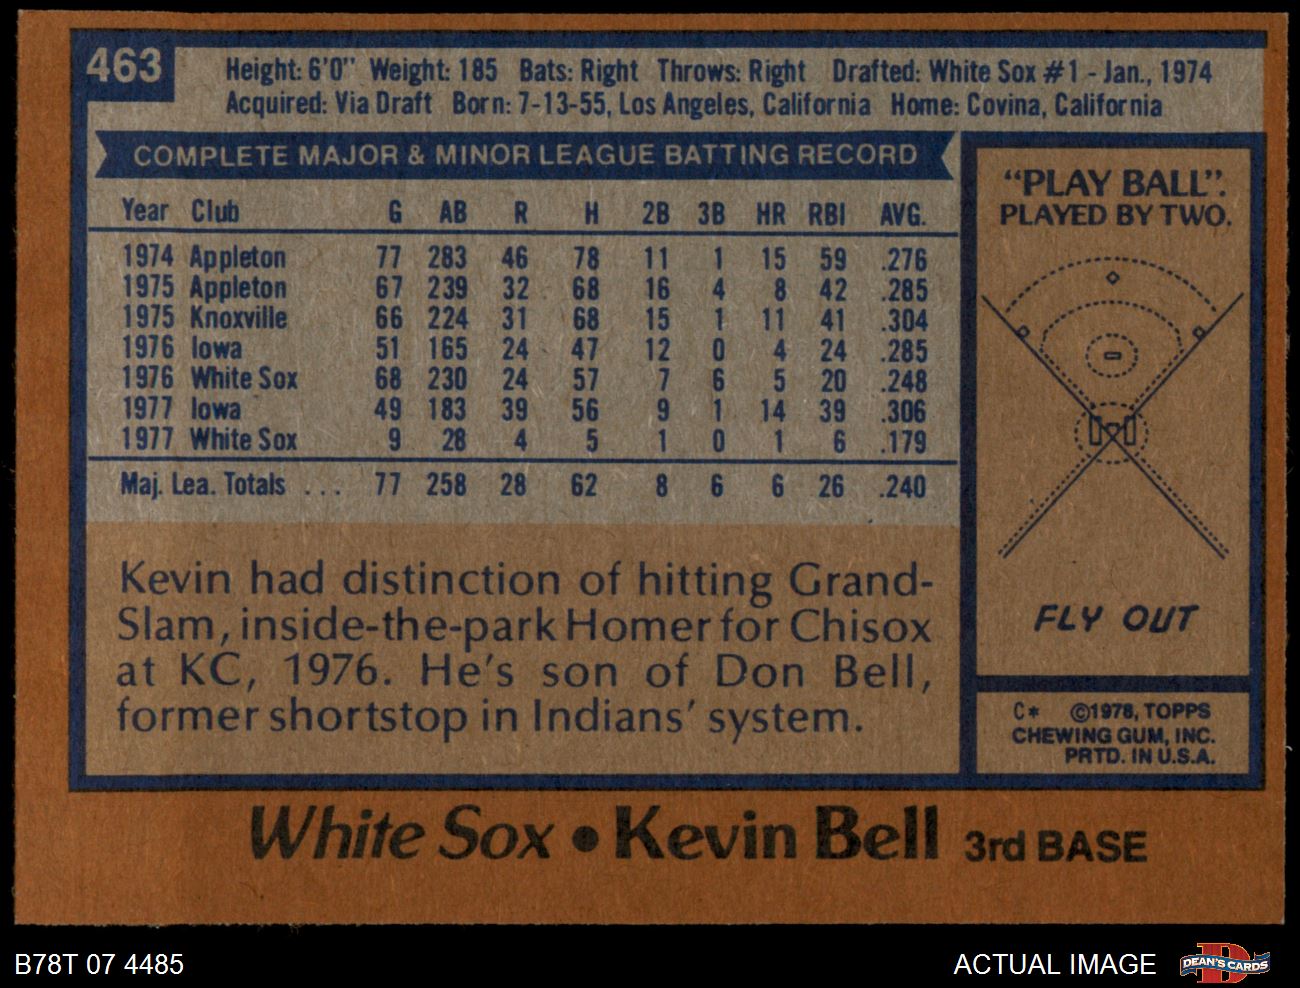 463
Height: 6'0" Weight: 185 Bats: Right Throws: Right Drafted: White Sox #1 - Jan., 1974
Acquired: Via Draft Born: 7-13-55, Los Angeles, California Home: Covina, California
COMPLETE MAJOR & MINOR LEAGUE BATTING RECORD
Year Club G AB R H 2B 3B HR RBI AVG.
1974 Appleton 77 283 46 78 11 1 15 59 .276
1975 Appleton 67 239 32 68 16 4 8 42 .285
1975 Knoxville 66 224 31 68 15 1 11 41 .304
1976 Iowa 51 165 24 47 12 0 4 24 .285
1976 White Sox 68 230 24 57 7 6 5 20 .248
1977 Iowa 49 183 39 56 9 1 14 39 .306
1977 White Sox 9 28 4 5 1 0 1 6 .179
Maj. Lea. Totals ... 77 258 28 62 8 6 6 26 .240
Kevin had distinction of hitting Grand-
Slam, inside-the-park Homer for Chisox
at KC, 1976. He's son of Don Bell,
former shortstop in Indians' system.
"PLAY BALL".
PLAYED BY TWO.
FLY OUT
C* ©1978, TOPPS
CHEWING GUM, INC.
PRTD. IN U.S.A.
White Sox • Kevin Bell 3rd BASE
B78T 07 4485
ACTUAL IMAGE
D
DEAN'S CARDS